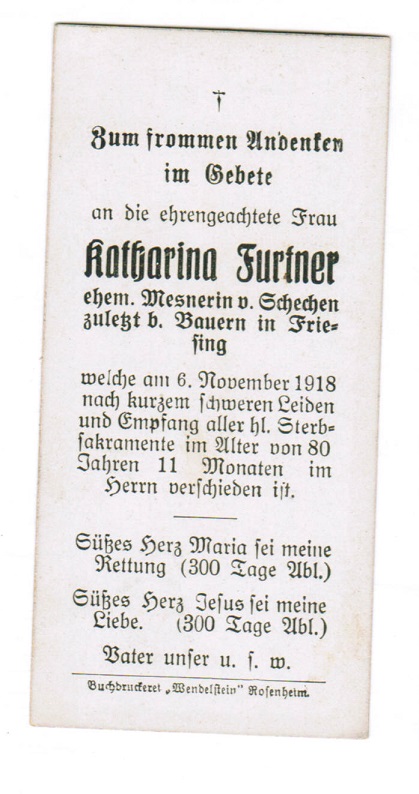 †
Zum frommen Andenken
im Gebete
an die ehrengeachtete Frau
Katharina Furtner
ehem. Mesnerin v. Schechen
zuletzt b. Bauern in Frie-
sing
welche am 6. November 1918
nach kurzem schweren Leiden
und Empfang aller hl. Sterb-
sakramente im Alter von 80
Jahren 11 Monaten im
Herrn verschieden ist.
Süßes Herz Maria sei meine
Rettung (300 Tage Abl.)
Süßes Herz Jesus sei meine
Liebe. (300 Tage Abl.)
Vater unser u. s. w.
Buchdruckerei „Wendelstein" Rosenheim.